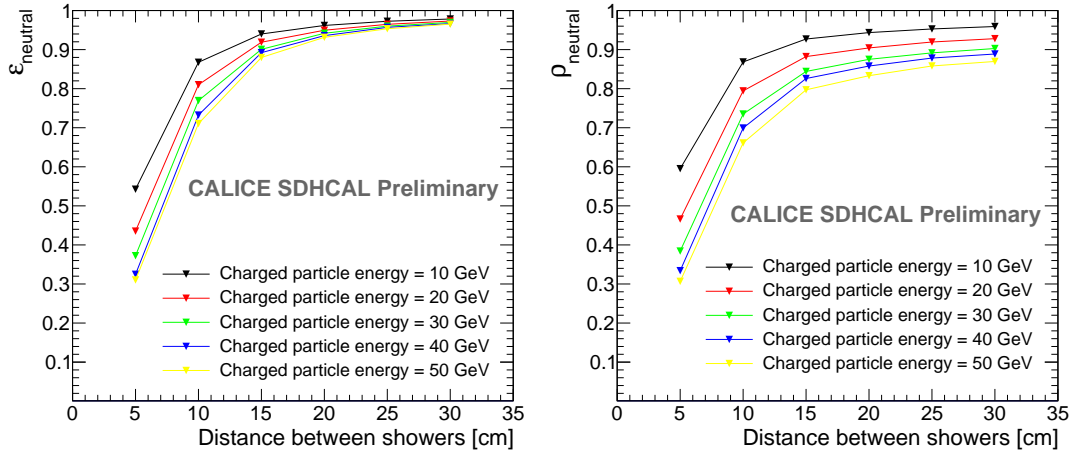 ε_neutral
1
0.9
0.8
0.7
0.6
0.5
0.4
0.3
0.2
0.1
CALICE SDHCAL Preliminary
Charged particle energy = 10 GeV
Charged particle energy = 20 GeV
Charged particle energy = 30 GeV
Charged particle energy = 40 GeV
Charged particle energy = 50 GeV
0 5 10 15 20 25 30 35
Distance between showers [cm]
ρ_neutral
1
0.9
0.8
0.7
0.6
0.5
0.4
0.3
0.2
0.1
CALICE SDHCAL Preliminary
Charged particle energy = 10 GeV
Charged particle energy = 20 GeV
Charged particle energy = 30 GeV
Charged particle energy = 40 GeV
Charged particle energy = 50 GeV
0 5 10 15 20 25 30 35
Distance between showers [cm]